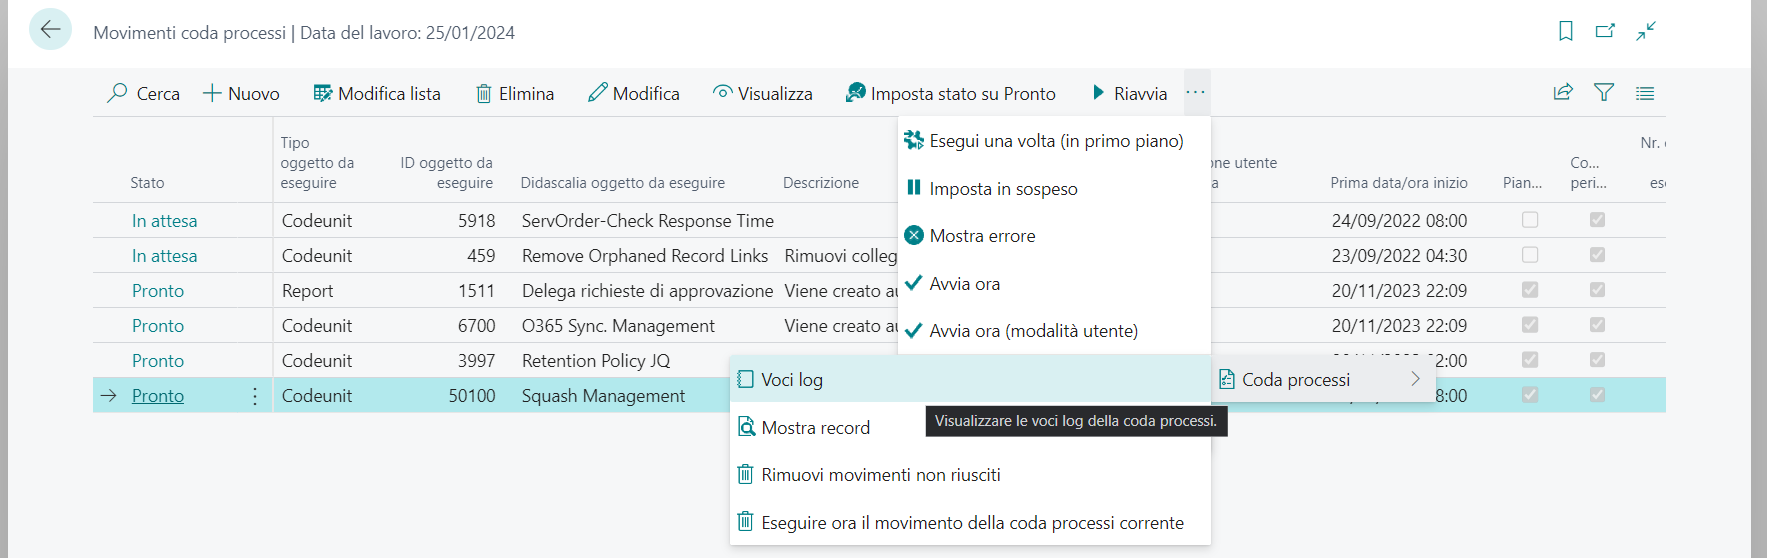 Movimenti coda processi | Data del lavoro: 25/01/2024
Cerca Nuovo Modifica lista Elimina Modifica Visualizza Imposta stato su Pronto Riavvia ···
Stato Tipo oggetto da eseguire ID oggetto da eseguire Didascalia oggetto da eseguire Descrizione utente Prima data/ora inizio Pian... Co... peri... Nr.
In attesa Codeunit 5918 ServOrder-Check Response Time 24/09/2022 08:00
In attesa Codeunit 459 Remove Orphaned Record Links Rimuovi colleg 23/09/2022 04:30
Pronto Report 1511 Delega richieste di approvazione Viene creato au 20/11/2023 22:09
Pronto Codeunit 6700 O365 Sync. Management Viene creato au 20/11/2023 22:09
Pronto Codeunit 3997 Retention Policy JQ 2:00
Pronto Codeunit 50100 Squash Management 8:00
Esegui una volta (in primo piano)
Imposta in sospeso
Mostra errore
Avvia ora
Avvia ora (modalità utente)
Coda processi
Voci log
Visualizzare le voci log della coda processi.
Mostra record
Rimuovi movimenti non riusciti
Eseguire ora il movimento della coda processi corrente